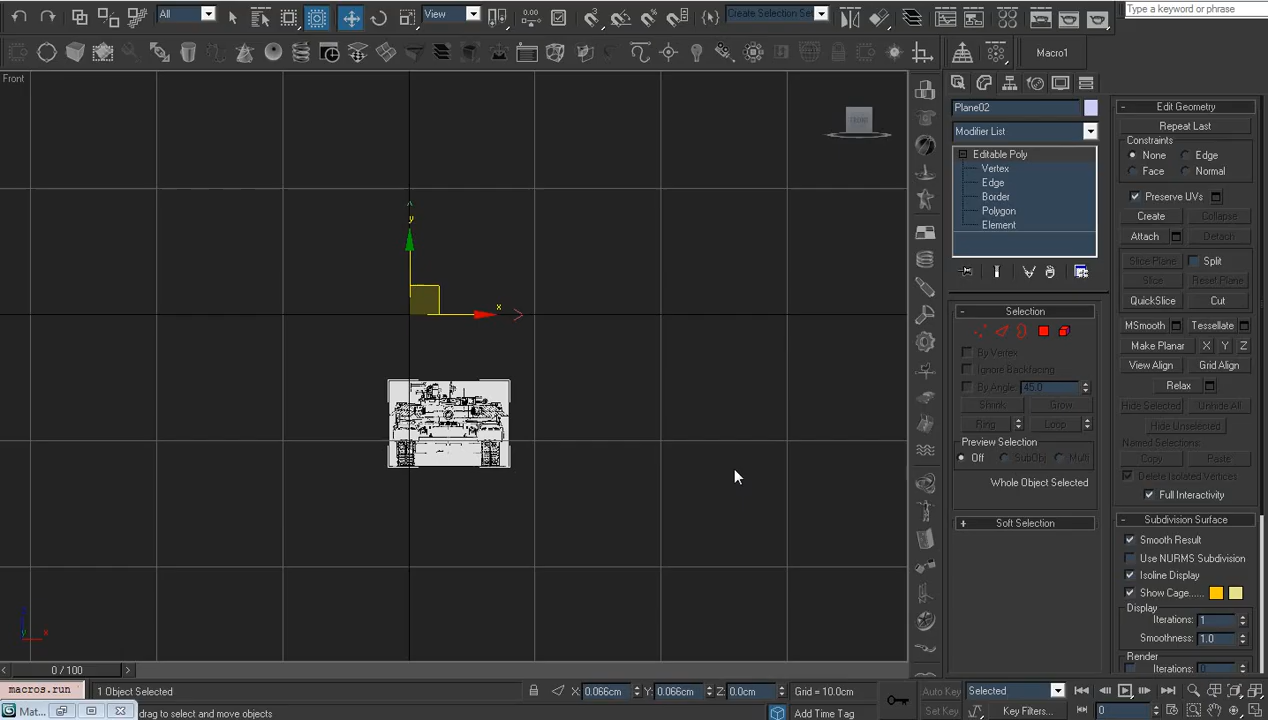 All
View
Create Selection Set
Type a keyword or phrase
Macro1
Front
FRONT
y
x
Plane02
Modifier List
Editable Poly
Vertex
Edge
Border
Polygon
Element
Selection
By Vertex
Ignore Backfacing
By Angle: 45.0
Shrink
Grow
Ring
Loop
Preview Selection
Off
SubObj
Multi
Whole Object Selected
Soft Selection
Edit Geometry
Repeat Last
Constraints
None
Edge
Face
Normal
Preserve UVs
Create
Collapse
Attach
Detach
Slice Plane
Split
Slice
Reset Plane
QuickSlice
Cut
MSmooth
Tessellate
Make Planar
X
Y
Z
View Align
Grid Align
Relax
Hide Selected
Unhide All
Hide Unselected
Named Selections:
Copy
Paste
Delete Isolated Vertices
Full Interactivity
Subdivision Surface
Smooth Result
Use NURMS Subdivision
Isoline Display
Show Cage......
Display
Iterations: 1
Smoothness: 1.0
Render
Iterations: 0
0 / 100
macros.run
1 Object Selected
X: 0.066cm
Y: 0.066cm
Z: 0.0cm
Grid = 10.0cm
Auto Key
Selected
Mat...
drag to select and move objects
Add Time Tag
Set Key
Key Filters...
0